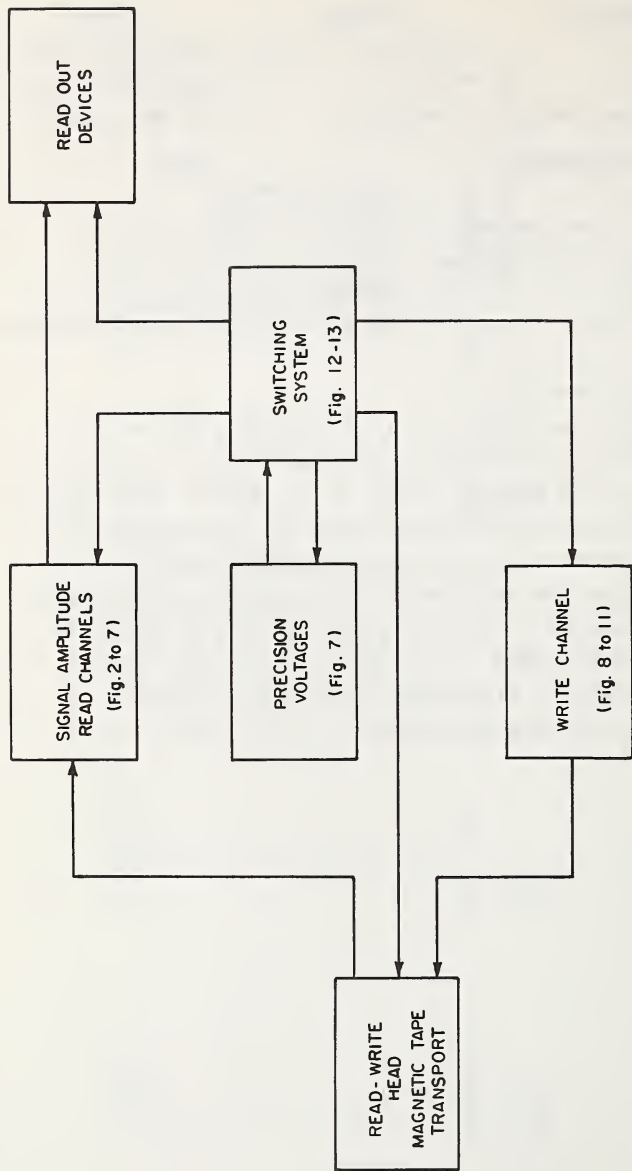 READ OUT
DEVICES
SIGNAL AMPLITUDE
READ CHANNELS
(Fig. 2 to 7)
SWITCHING
SYSTEM
(Fig. 12-13)
PRECISION
VOLTAGES
(Fig. 7)
WRITE CHANNEL
(Fig. 8 to 11)
READ-WRITE
HEAD
MAGNETIC TAPE
TRANSPORT